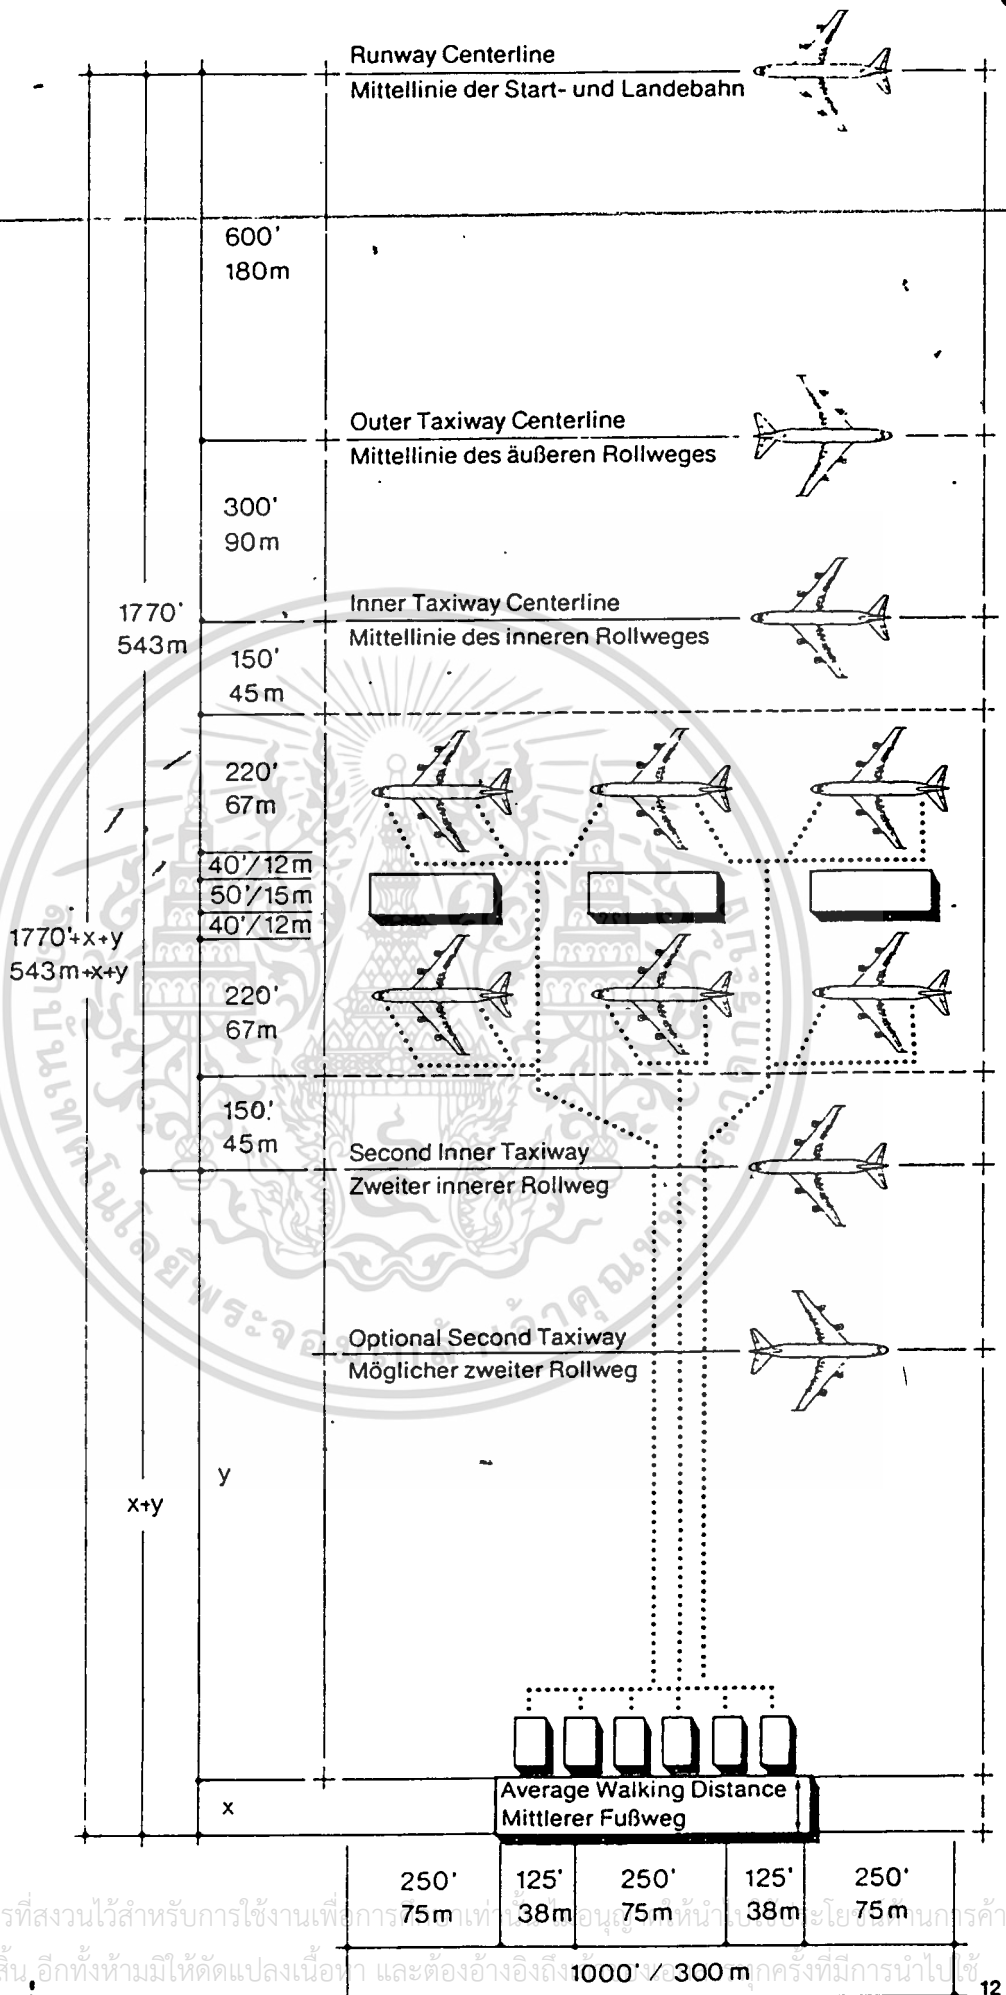 Runway Centerline
Mittellinie der Start- und Landebahn
600'
180m
Outer Taxiway Centerline
Mittellinie des äußeren Rollweges
300'
90m
Inner Taxiway Centerline
Mittellinie des inneren Rollweges
1770'
543m
150'
45m
220'
67m
40'/12m
50'/15m
40'/12m
1770'+x+y
543m+x+y
220'
67m
150'
45m
Second Inner Taxiway
Zweiter innerer Rollweg
Optional Second Taxiway
Möglicher zweiter Rollweg
y
x+y
Average Walking Distance
Mittlerer Fußweg
x
250' 125' 250' 125' 250'
75m 38m 75m 38m 75m
1000' / 300m
12